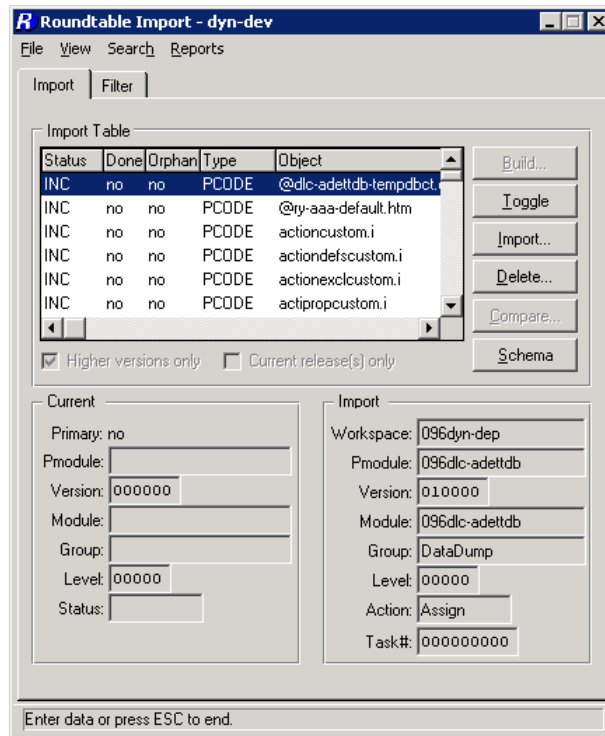 Roundtable Import - dyn-dev
File View Search Reports
Import Filter
Import Table
Status Done Orphan Type Object
INC no no PCODE @dlc-adettdb-tempdbct.
INC no no PCODE @ry-aaa-default.htm
INC no no PCODE actioncustom.i
INC no no PCODE actiondefscustom.i
INC no no PCODE actionexclcustom.i
INC no no PCODE actipropcustom.i
Build...
Toggle
Import...
Delete...
Compare...
Schema
Higher versions only Current release(s) only
Current
Primary: no
Pmodule:
Version: 000000
Module:
Group:
Level: 00000
Status:
Import
Workspace: 096dyn-dep
Pmodule: 096dlc-adettdb
Version: 010000
Module: 096dlc-adettdb
Group: DataDump
Level: 00000
Action: Assign
Task#: 000000000
Enter data or press ESC to end.